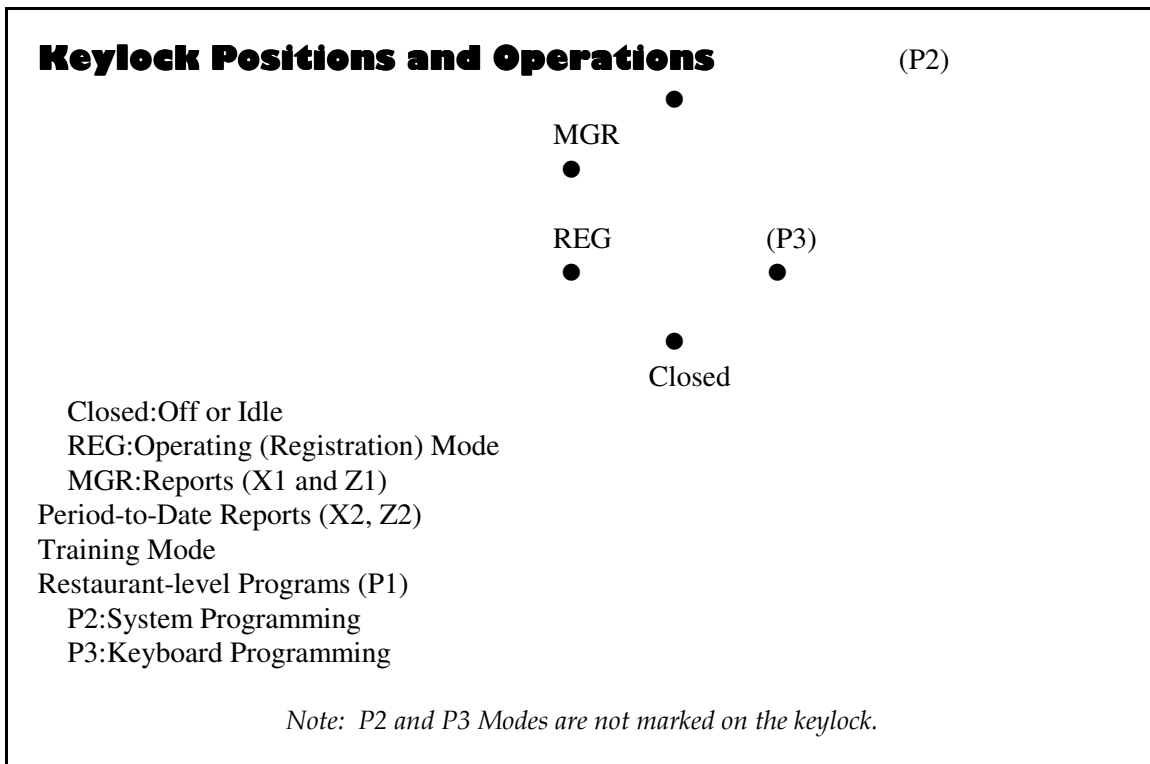 Keylock Positions and Operations (P2)
MGR
REG (P3)
Closed
Closed:Off or Idle
REG:Operating (Registration) Mode
MGR:Reports (X1 and Z1)
Period-to-Date Reports (X2, Z2)
Training Mode
Restaurant-level Programs (P1)
P2:System Programming
P3:Keyboard Programming
Note: P2 and P3 Modes are not marked on the keylock.